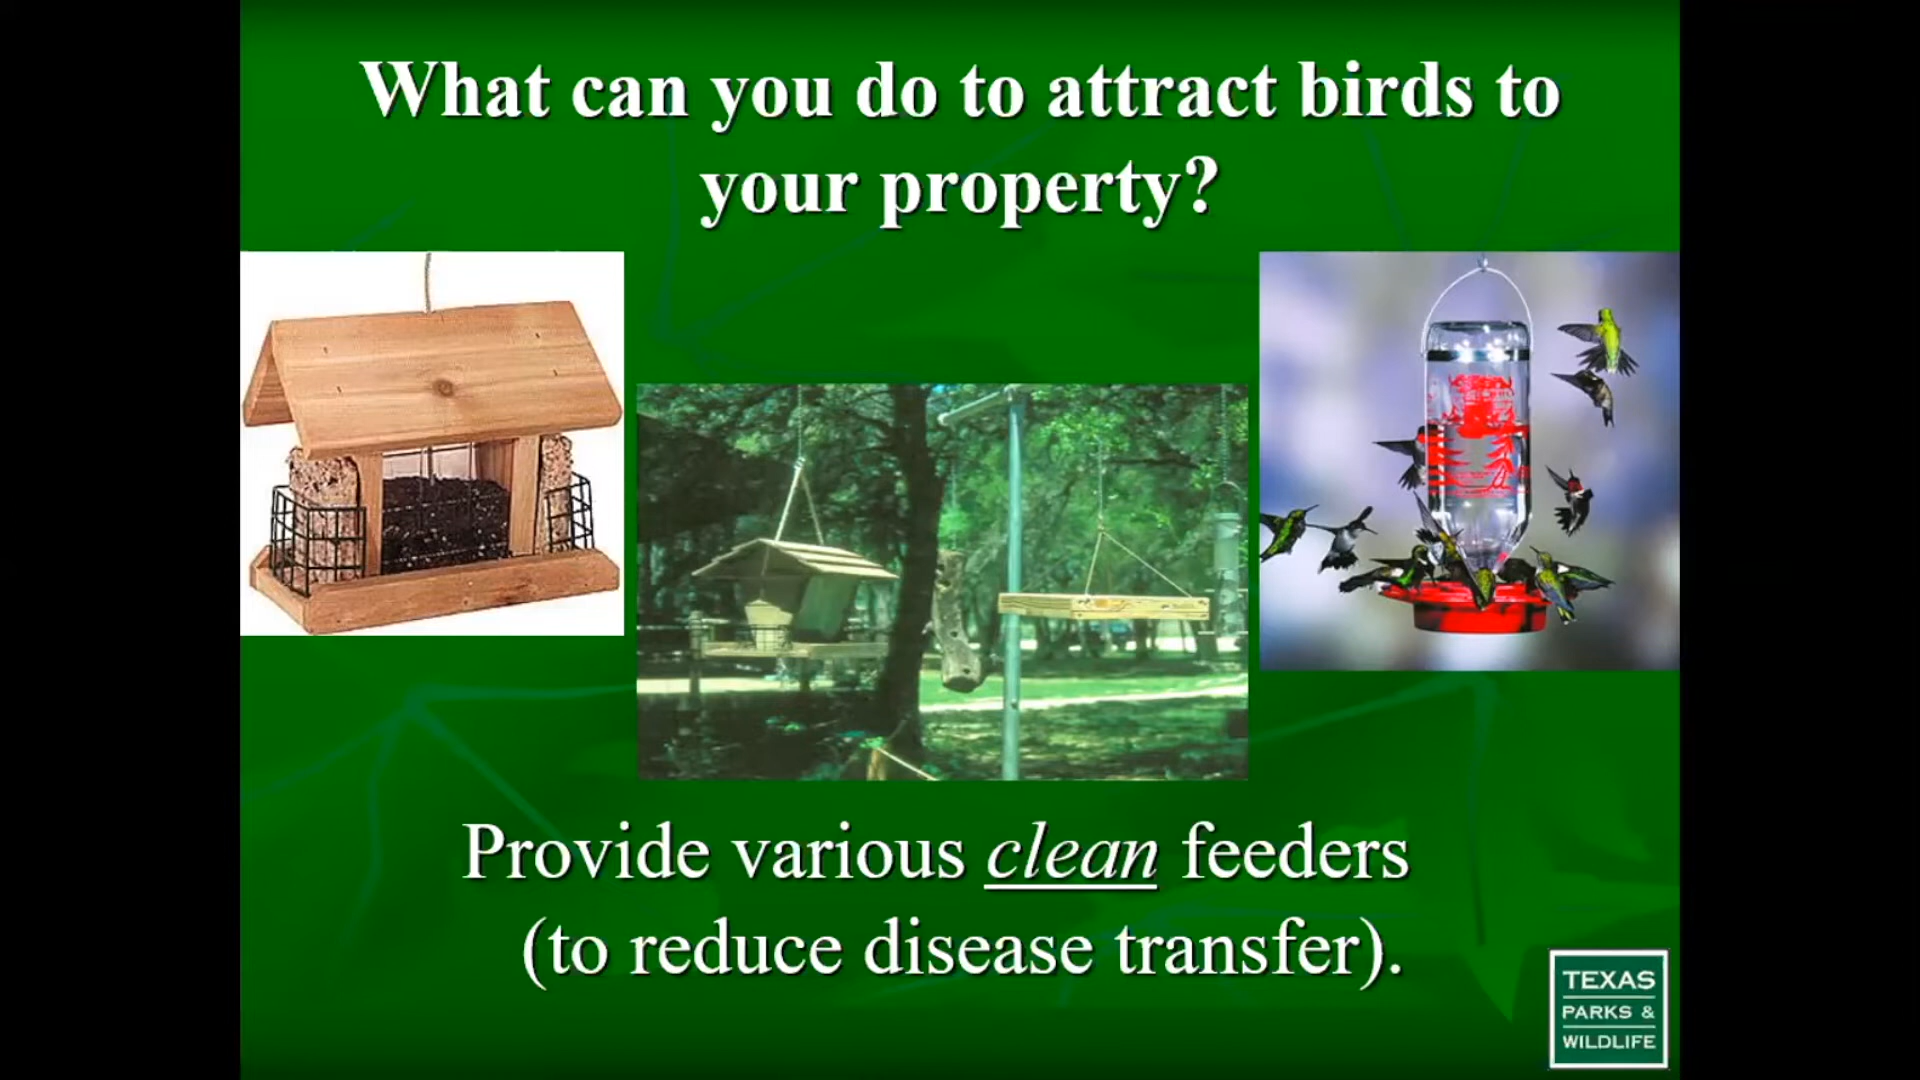 What can you do to attract birds to
your property?
Provide various clean feeders
(to reduce disease transfer).
TEXAS
PARKS &
WILDLIFE